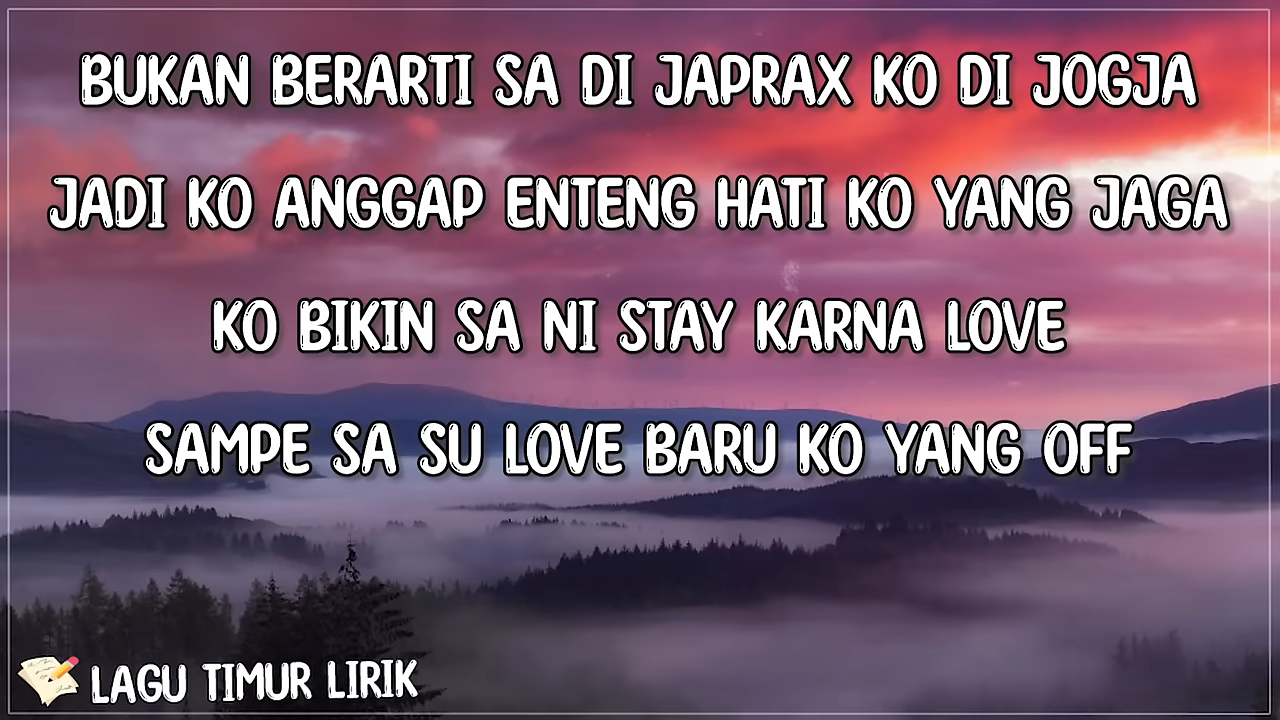 BUKAN BERARTI SA DI JAPRAX KO DI JOGJA
JADI KO ANGGAP ENTENG HATI KO YANG JAGA
KO BIKIN SA NI STAY KARNA LOVE
SAMPE SA SU LOVE BARU KO YANG OFF
LAGU TIMUR LIRIK